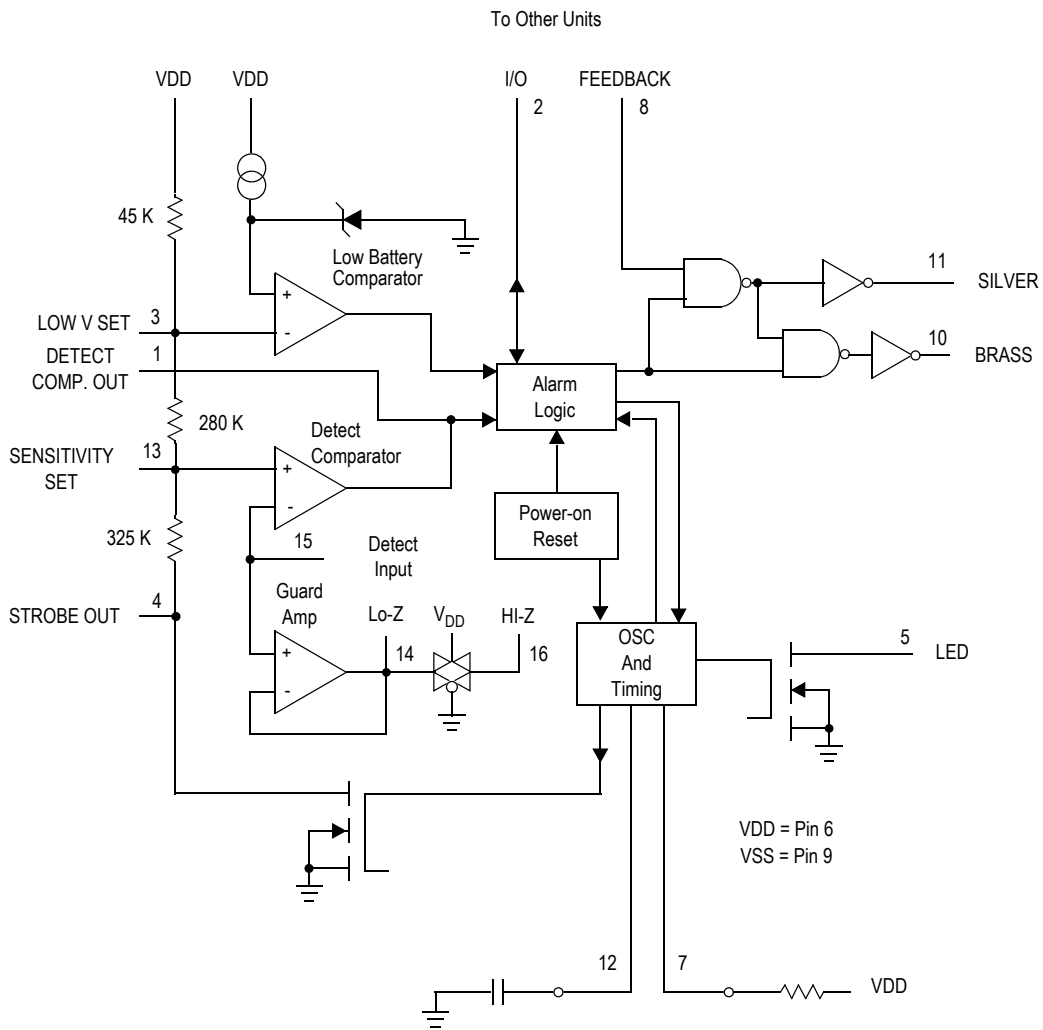 To Other Units
VDD
VDD
I/O
FEEDBACK
2
8
45 K
Low Battery
Comparator
+
-
LOW V SET
3
DETECT
COMP. OUT
1
11
SILVER
10
BRASS
Alarm
Logic
280 K
Detect
Comparator
SENSITIVITY
SET
13
+
-
Power-on
Reset
325 K
15
Detect
Input
STROBE OUT
4
Guard
Amp
Lo-Z
VDD
HI-Z
14
16
+
-
OSC
And
Timing
5
LED
VDD = Pin 6
VSS = Pin 9
12
7
VDD